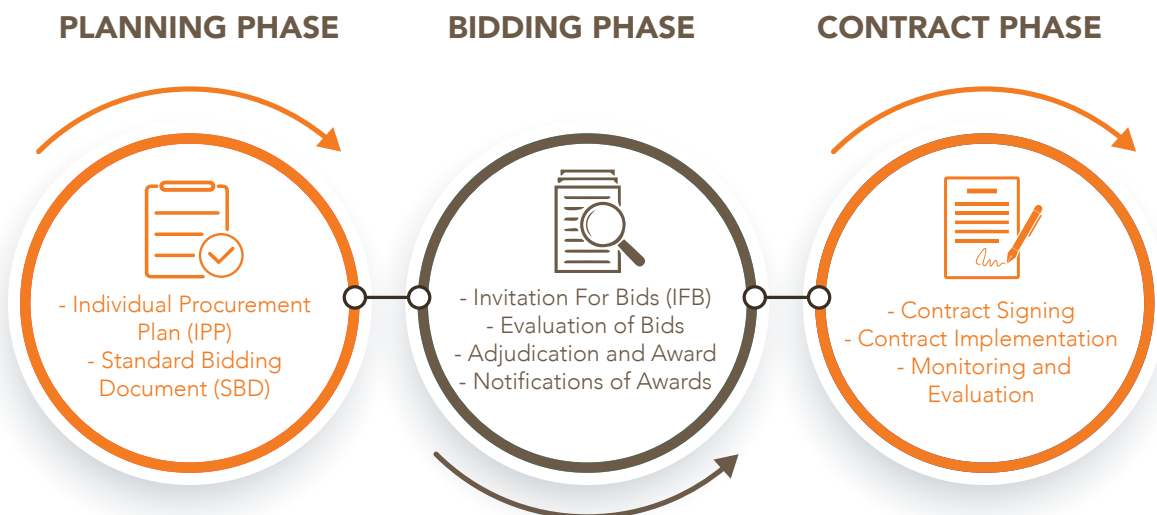 PLANNING PHASE
BIDDING PHASE
CONTRACT PHASE
- Individual Procurement
Plan (IPP)
- Standard Bidding
Document (SBD)
- Invitation For Bids (IFB)
- Evaluation of Bids
- Adjudication and Award
- Notifications of Awards
- Contract Signing
- Contract Implementation
- Monitoring and
Evaluation